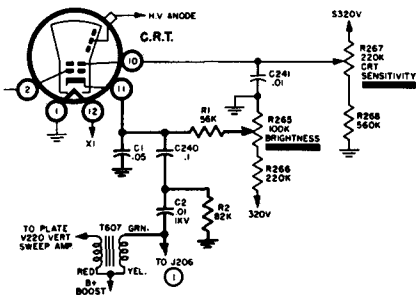 H.V ANODE
C.R.T.
S320V
10
R267
220K
CRT
SENSITIVITY
2
11
C241
.01
1
12
X1
R1
56K
R265
100K
BRIGHTNESS
R268
560K
C1
.05
C240
.1
R266
220K
320V
C2
.01
1KV
R2
82K
TO PLATE
V220 VERT
SWEEP AMP.
T607
GRN.
RED
YEL.
B+
BOOST
TO J206
1